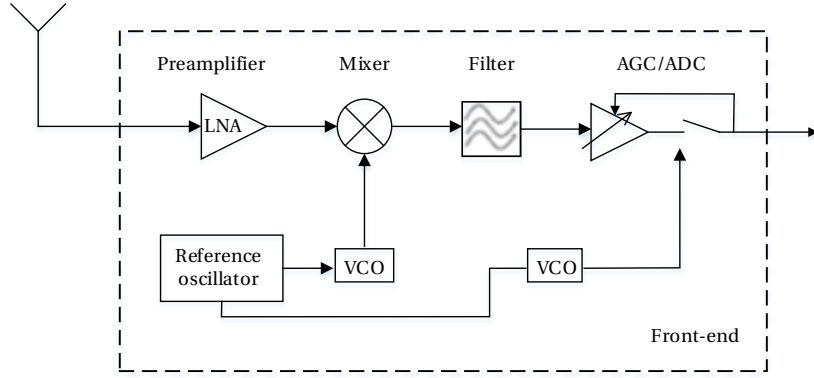 Preamplifier
Mixer
Filter
AGC/ADC
LNA
Reference
oscillator
VCO
VCO
Front-end